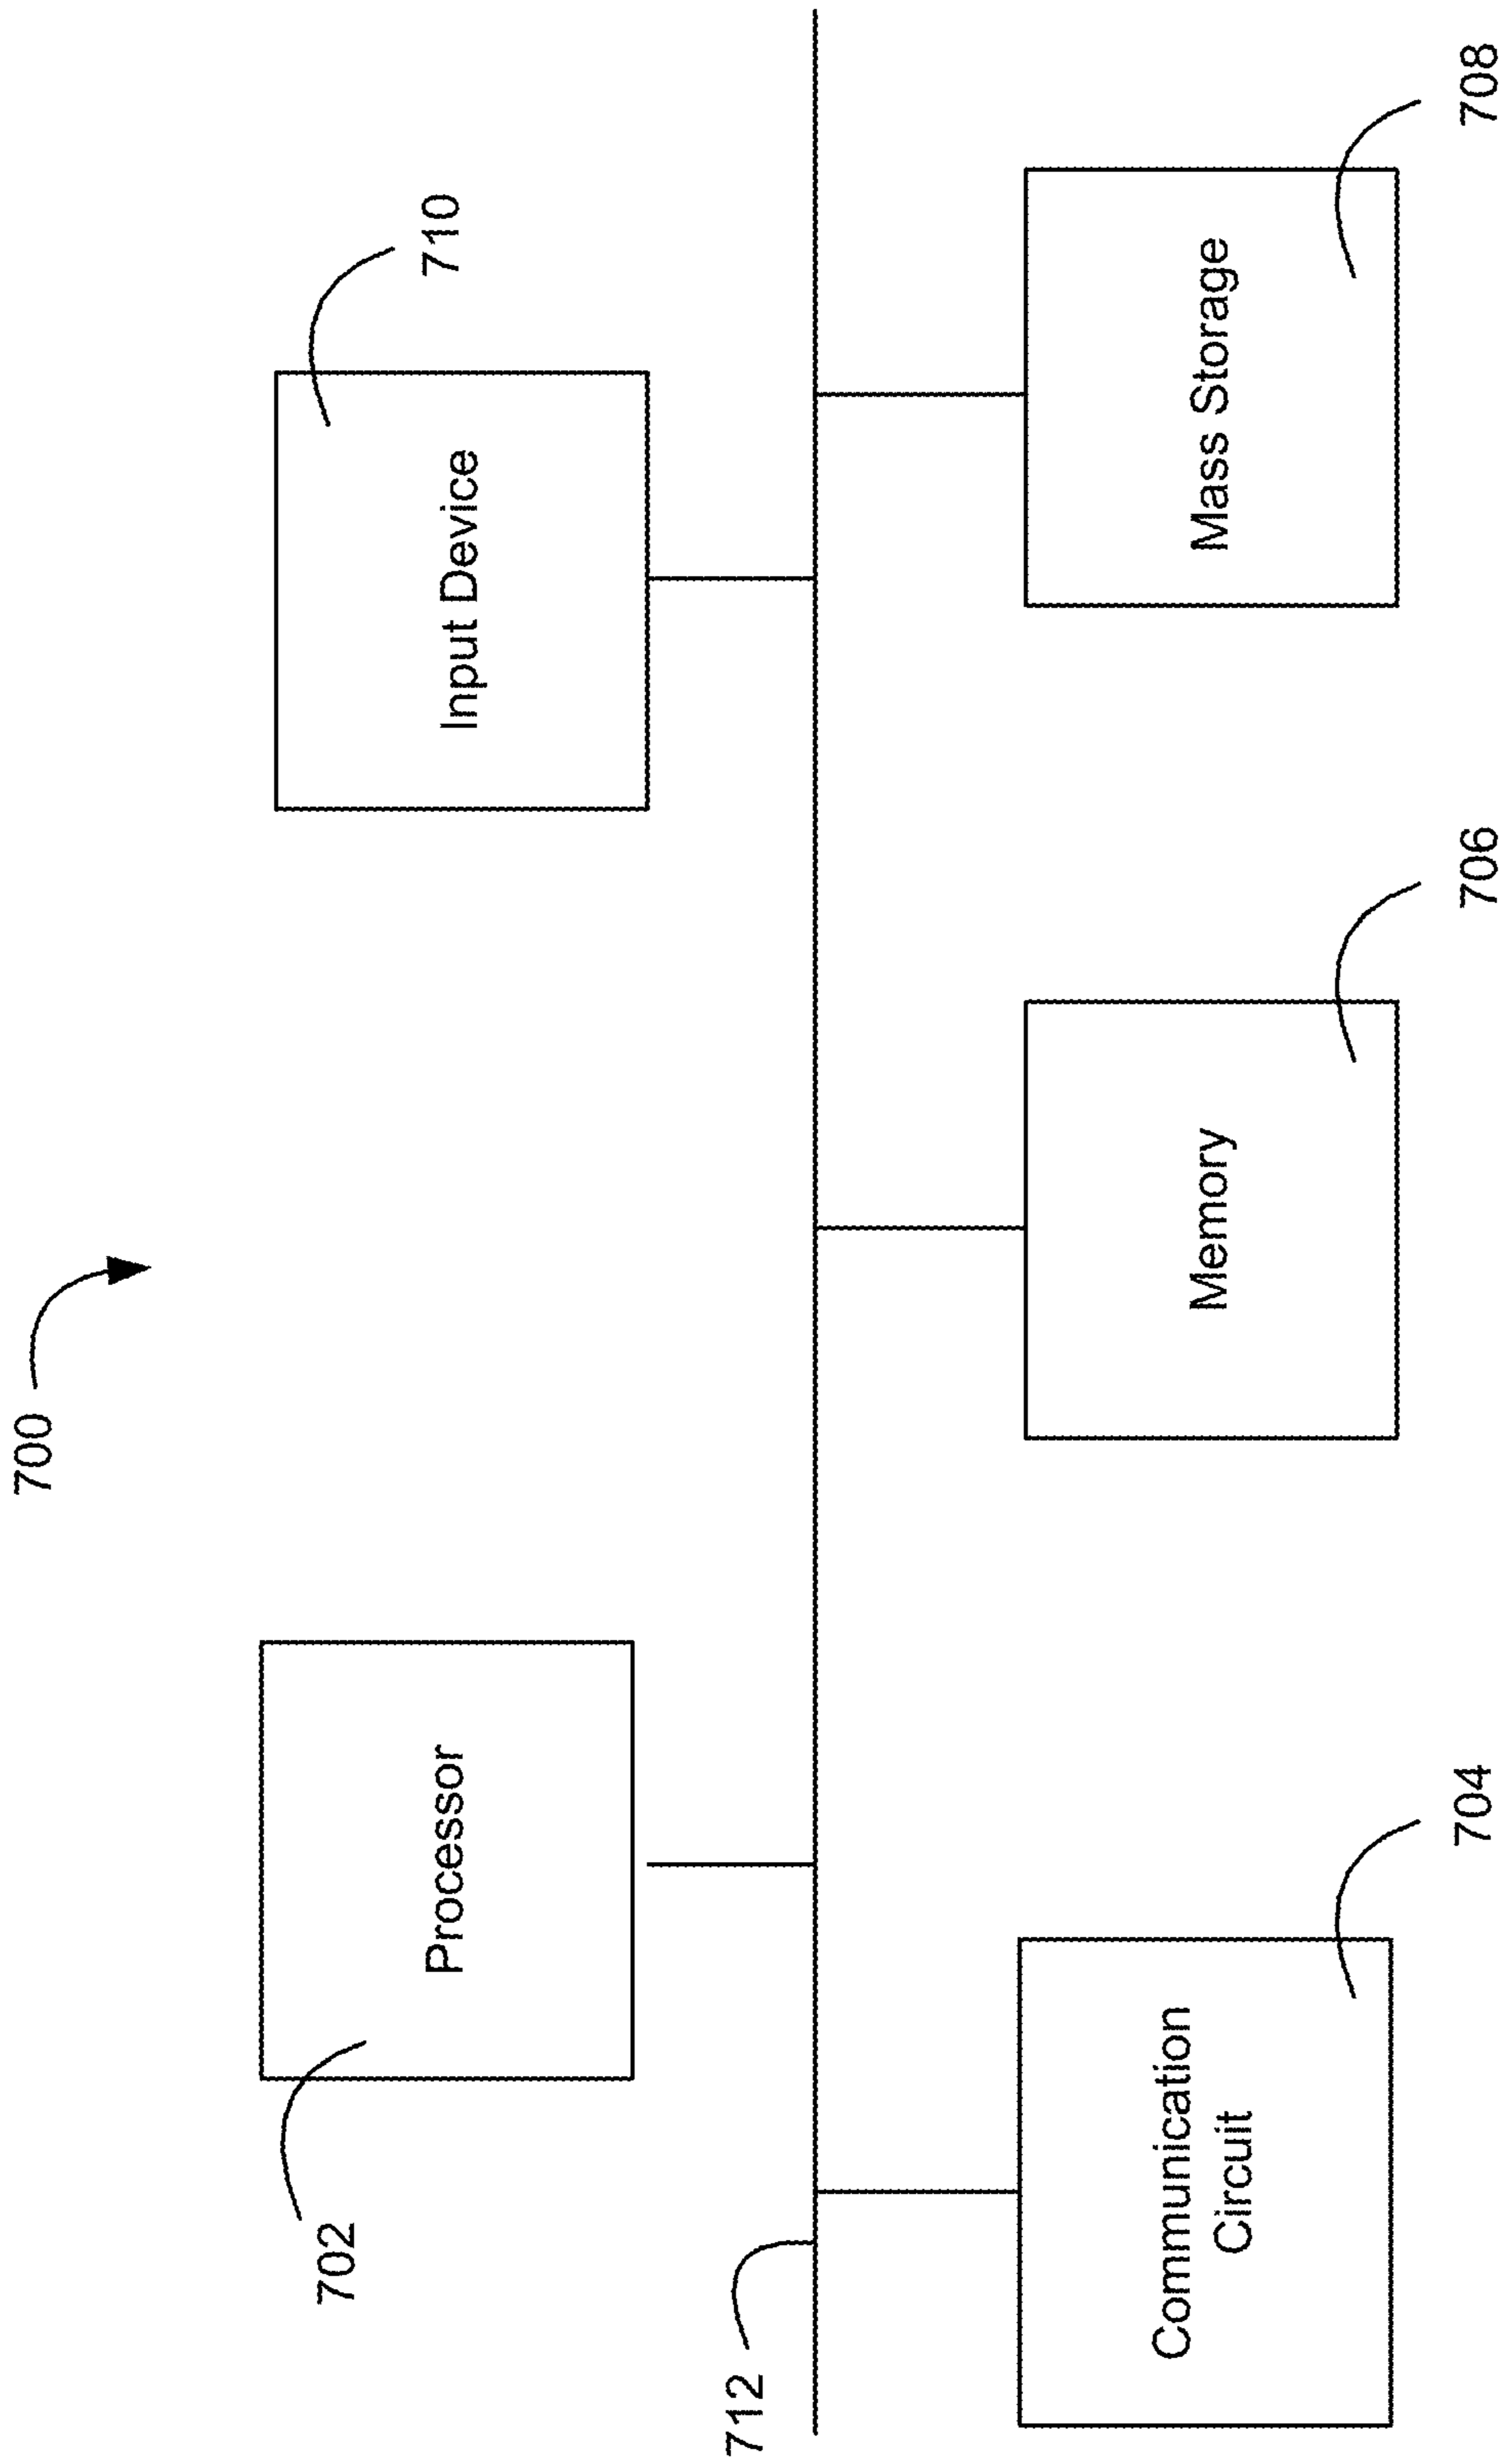 700
Processor
702
Input Device
710
712
Communication
Circuit
704
Memory
706
Mass Storage
708